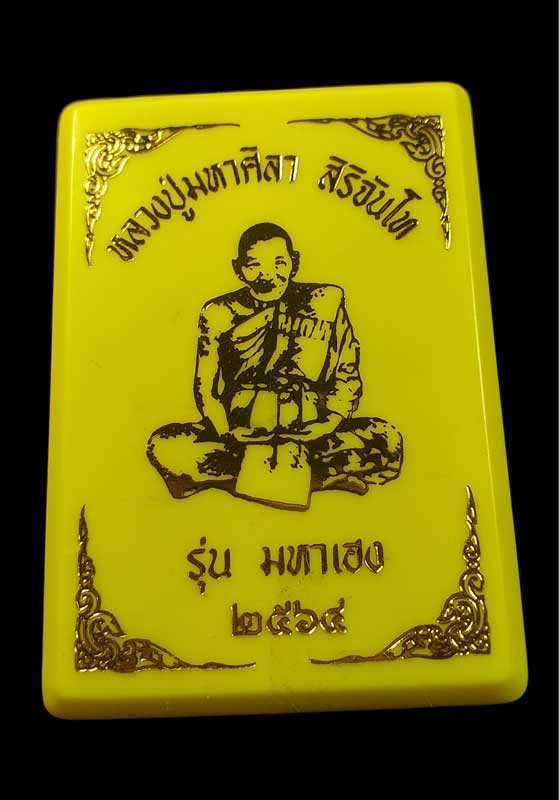 หลวงปู่มหาศิลา สิริจันโท
รุ่น มหาเฮง
๒๕๖๔